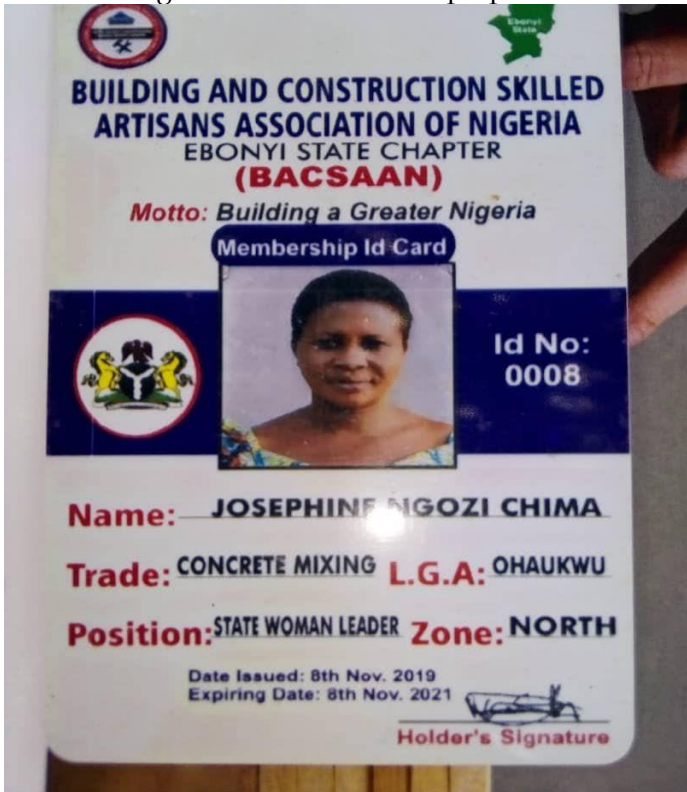 Ebonyi
State
BUILDING AND CONSTRUCTION SKILLED
ARTISANS ASSOCIATION OF NIGERIA
EBONYI STATE CHAPTER
(BACSAAN)
Motto: Building a Greater Nigeria
Membership Id Card
Id No:
0008
Name: JOSEPHINE NGOZI CHIMA
Trade: CONCRETE MIXING L.G.A: OHAUKWU
Position: STATE WOMAN LEADER Zone: NORTH
Date Issued: 8th Nov. 2019
Expiring Date: 8th Nov. 2021
Holder's Signature